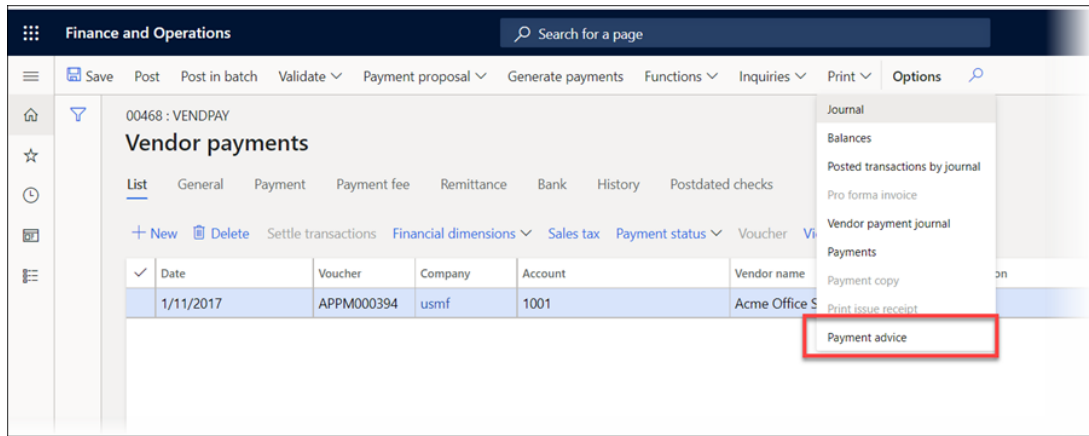 Finance and Operations Search for a page
Save Post Post in batch Validate Payment proposal Generate payments Functions Inquiries Print Options
00468 : VENDPAY
Vendor payments
List General Payment Payment fee Remittance Bank History Postdated checks
New Delete Settle transactions Financial dimensions Sales tax Payment status Voucher
Date Voucher Company Account Vendor name
1/11/2017 APPM000394 usmf 1001 Acme Office
Journal
Balances
Posted transactions by journal
Pro forma invoice
Vendor payment journal
Payments
Payment copy
Print issue receipt
Payment advice